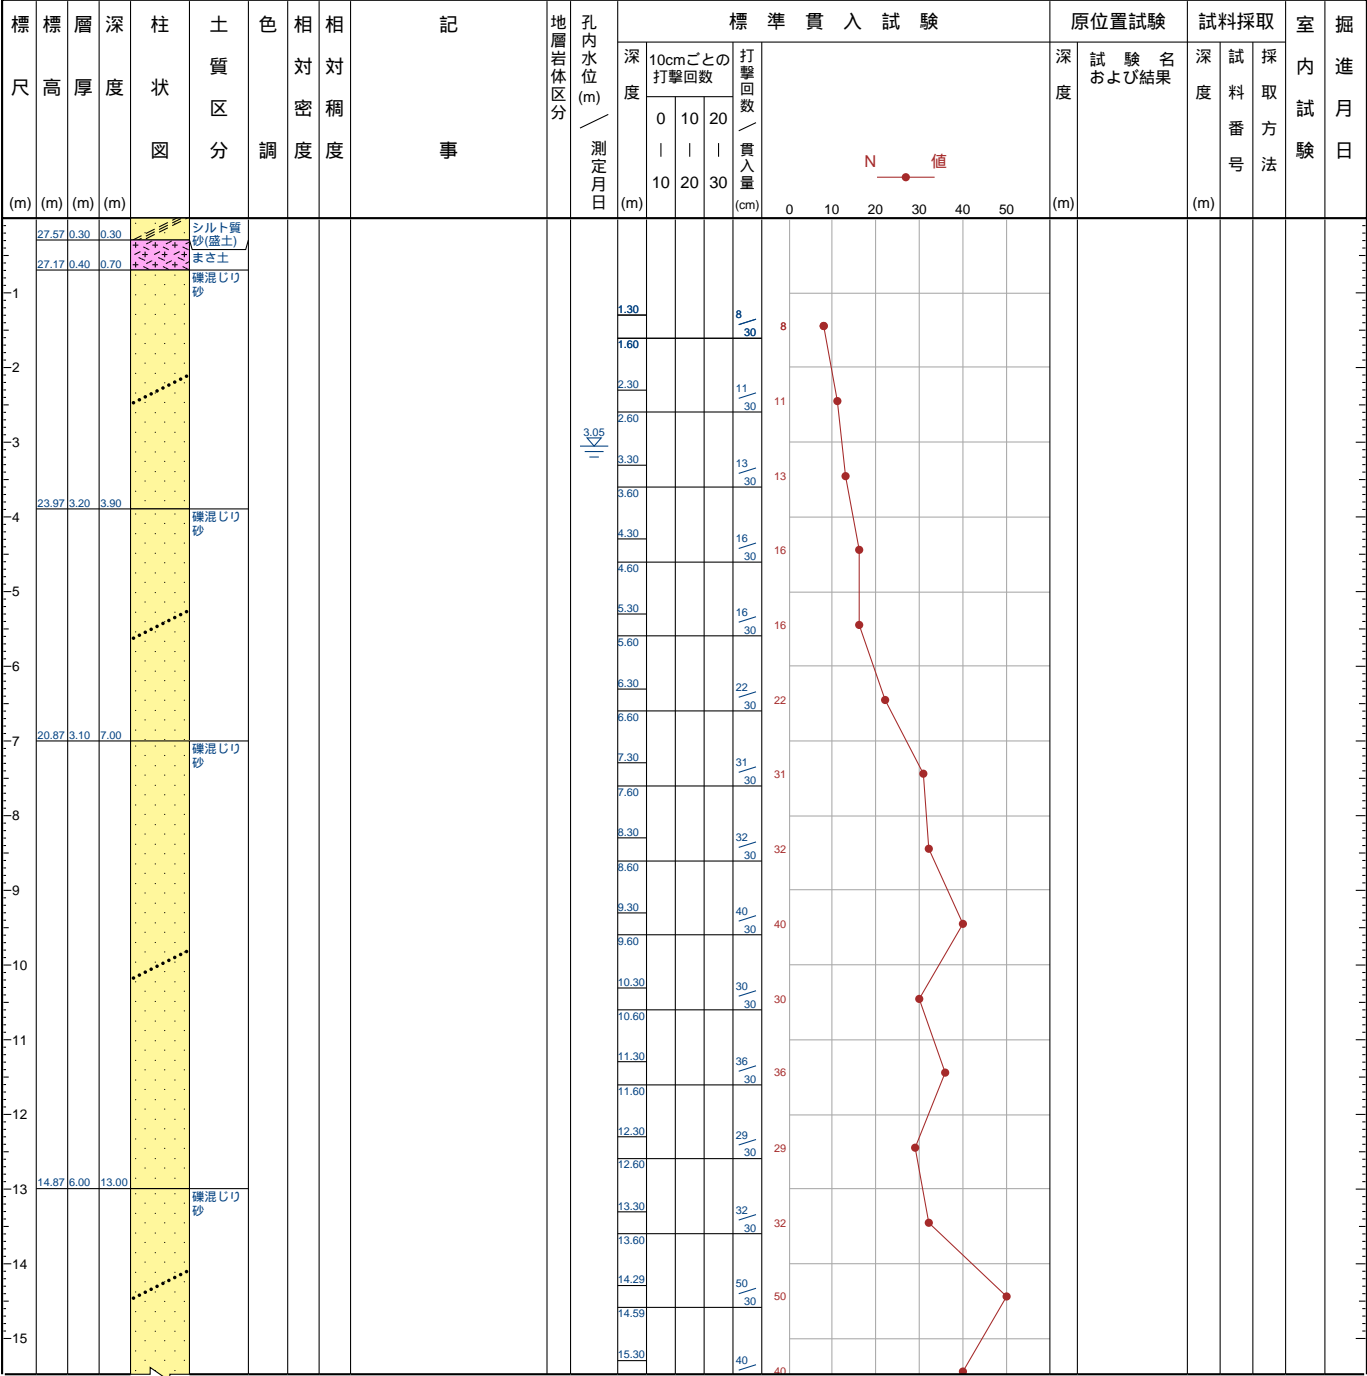 標尺 (m)
標高 (m)
層厚 (m)
深度 (m)
柱状図
土質区分
色調
相対密度
相対稠度
記事
地層岩体区分
孔内水位(m)／測定月日
標準貫入試験
深度 (m)
10cmごとの
打撃回数
0 10 20
| | |
10 20 30
打撃回数／貫入量 (cm)
N 値
0 10 20 30 40 50
原位置試験
深度 (m)
試験名
および結果
試料採取
深度 (m)
試料番号
採取方法
室内試験
掘進月日
27.57 0.30 0.30 シルト質
砂(盛土)
27.17 0.40 0.70 まさ土
礫混じり
砂
1
1.30 8/30 8
1.60
2
2.30 11/30 11
2.60
3
3.05
3.30 13/30 13
3.60
23.97 3.20 3.90
4
礫混じり
砂
4.30 16/30 16
4.60
5
5.30 16/30 16
5.60
6
6.30 22/30 22
6.60
20.87 3.10 7.00
7
礫混じり
砂
7.30 31/30 31
7.60
8
8.30 32/30 32
8.60
9
9.30 40/30 40
9.60
10
10.30 30/30 30
10.60
11
11.30 36/30 36
11.60
12
12.30 29/30 29
12.60
14.87 6.00 13.00
13
礫混じり
砂
13.30 32/30 32
13.60
14
14.29 50/30 50
14.59
15
15.30 40/ 40